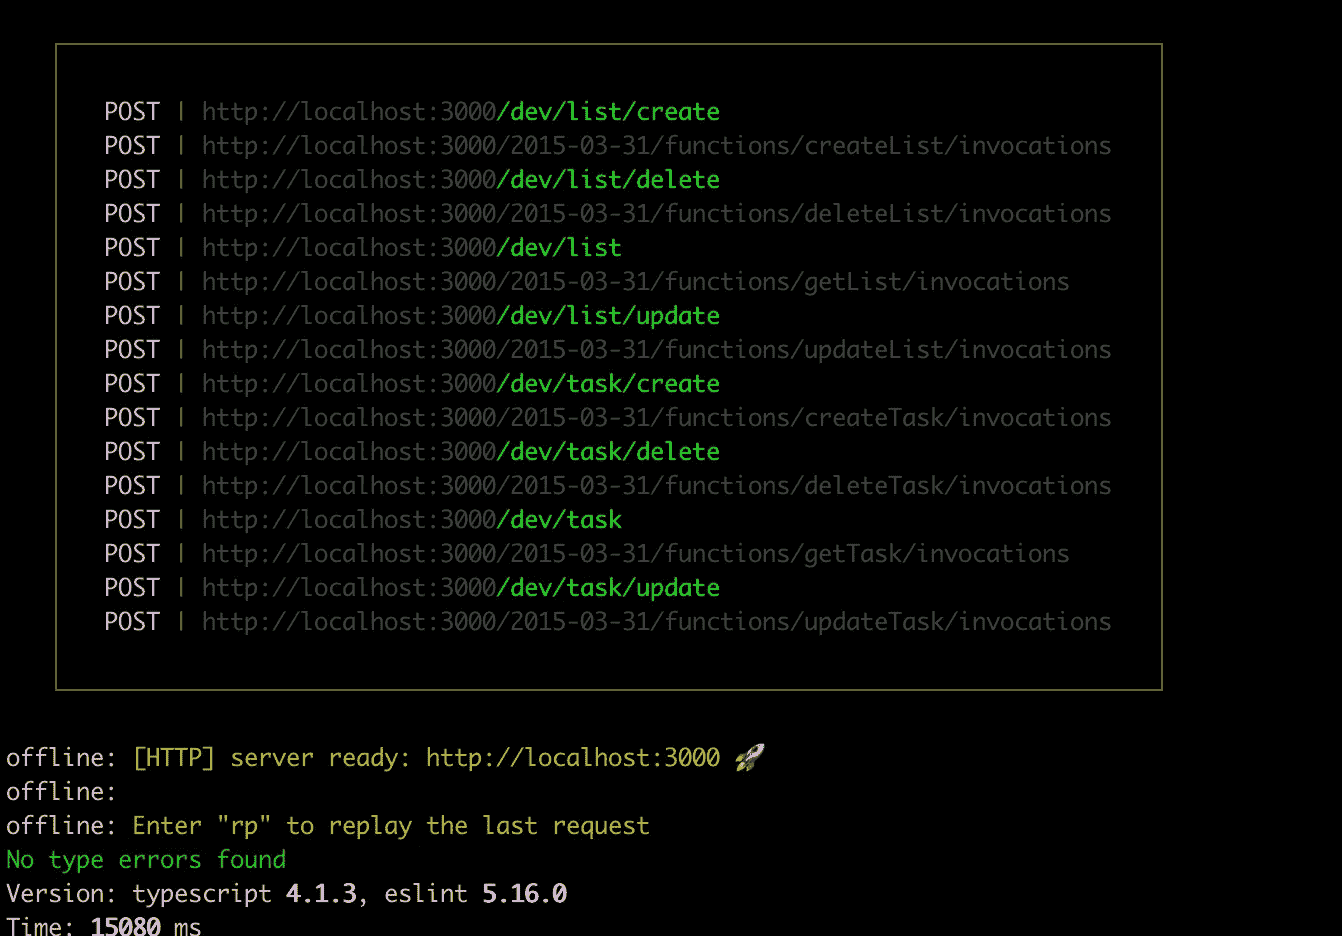 POST | http://localhost:3000/dev/list/create
POST | http://localhost:3000/2015-03-31/functions/createList/invocations
POST | http://localhost:3000/dev/list/delete
POST | http://localhost:3000/2015-03-31/functions/deleteList/invocations
POST | http://localhost:3000/dev/list
POST | http://localhost:3000/2015-03-31/functions/getList/invocations
POST | http://localhost:3000/dev/list/update
POST | http://localhost:3000/2015-03-31/functions/updateList/invocations
POST | http://localhost:3000/dev/task/create
POST | http://localhost:3000/2015-03-31/functions/createTask/invocations
POST | http://localhost:3000/dev/task/delete
POST | http://localhost:3000/2015-03-31/functions/deleteTask/invocations
POST | http://localhost:3000/dev/task
POST | http://localhost:3000/2015-03-31/functions/getTask/invocations
POST | http://localhost:3000/dev/task/update
POST | http://localhost:3000/2015-03-31/functions/updateTask/invocations
offline: [HTTP] server ready: http://localhost:3000 🚀
offline:
offline: Enter "rp" to replay the last request
No type errors found
Version: typescript 4.1.3, eslint 5.16.0
Time: 15080 ms